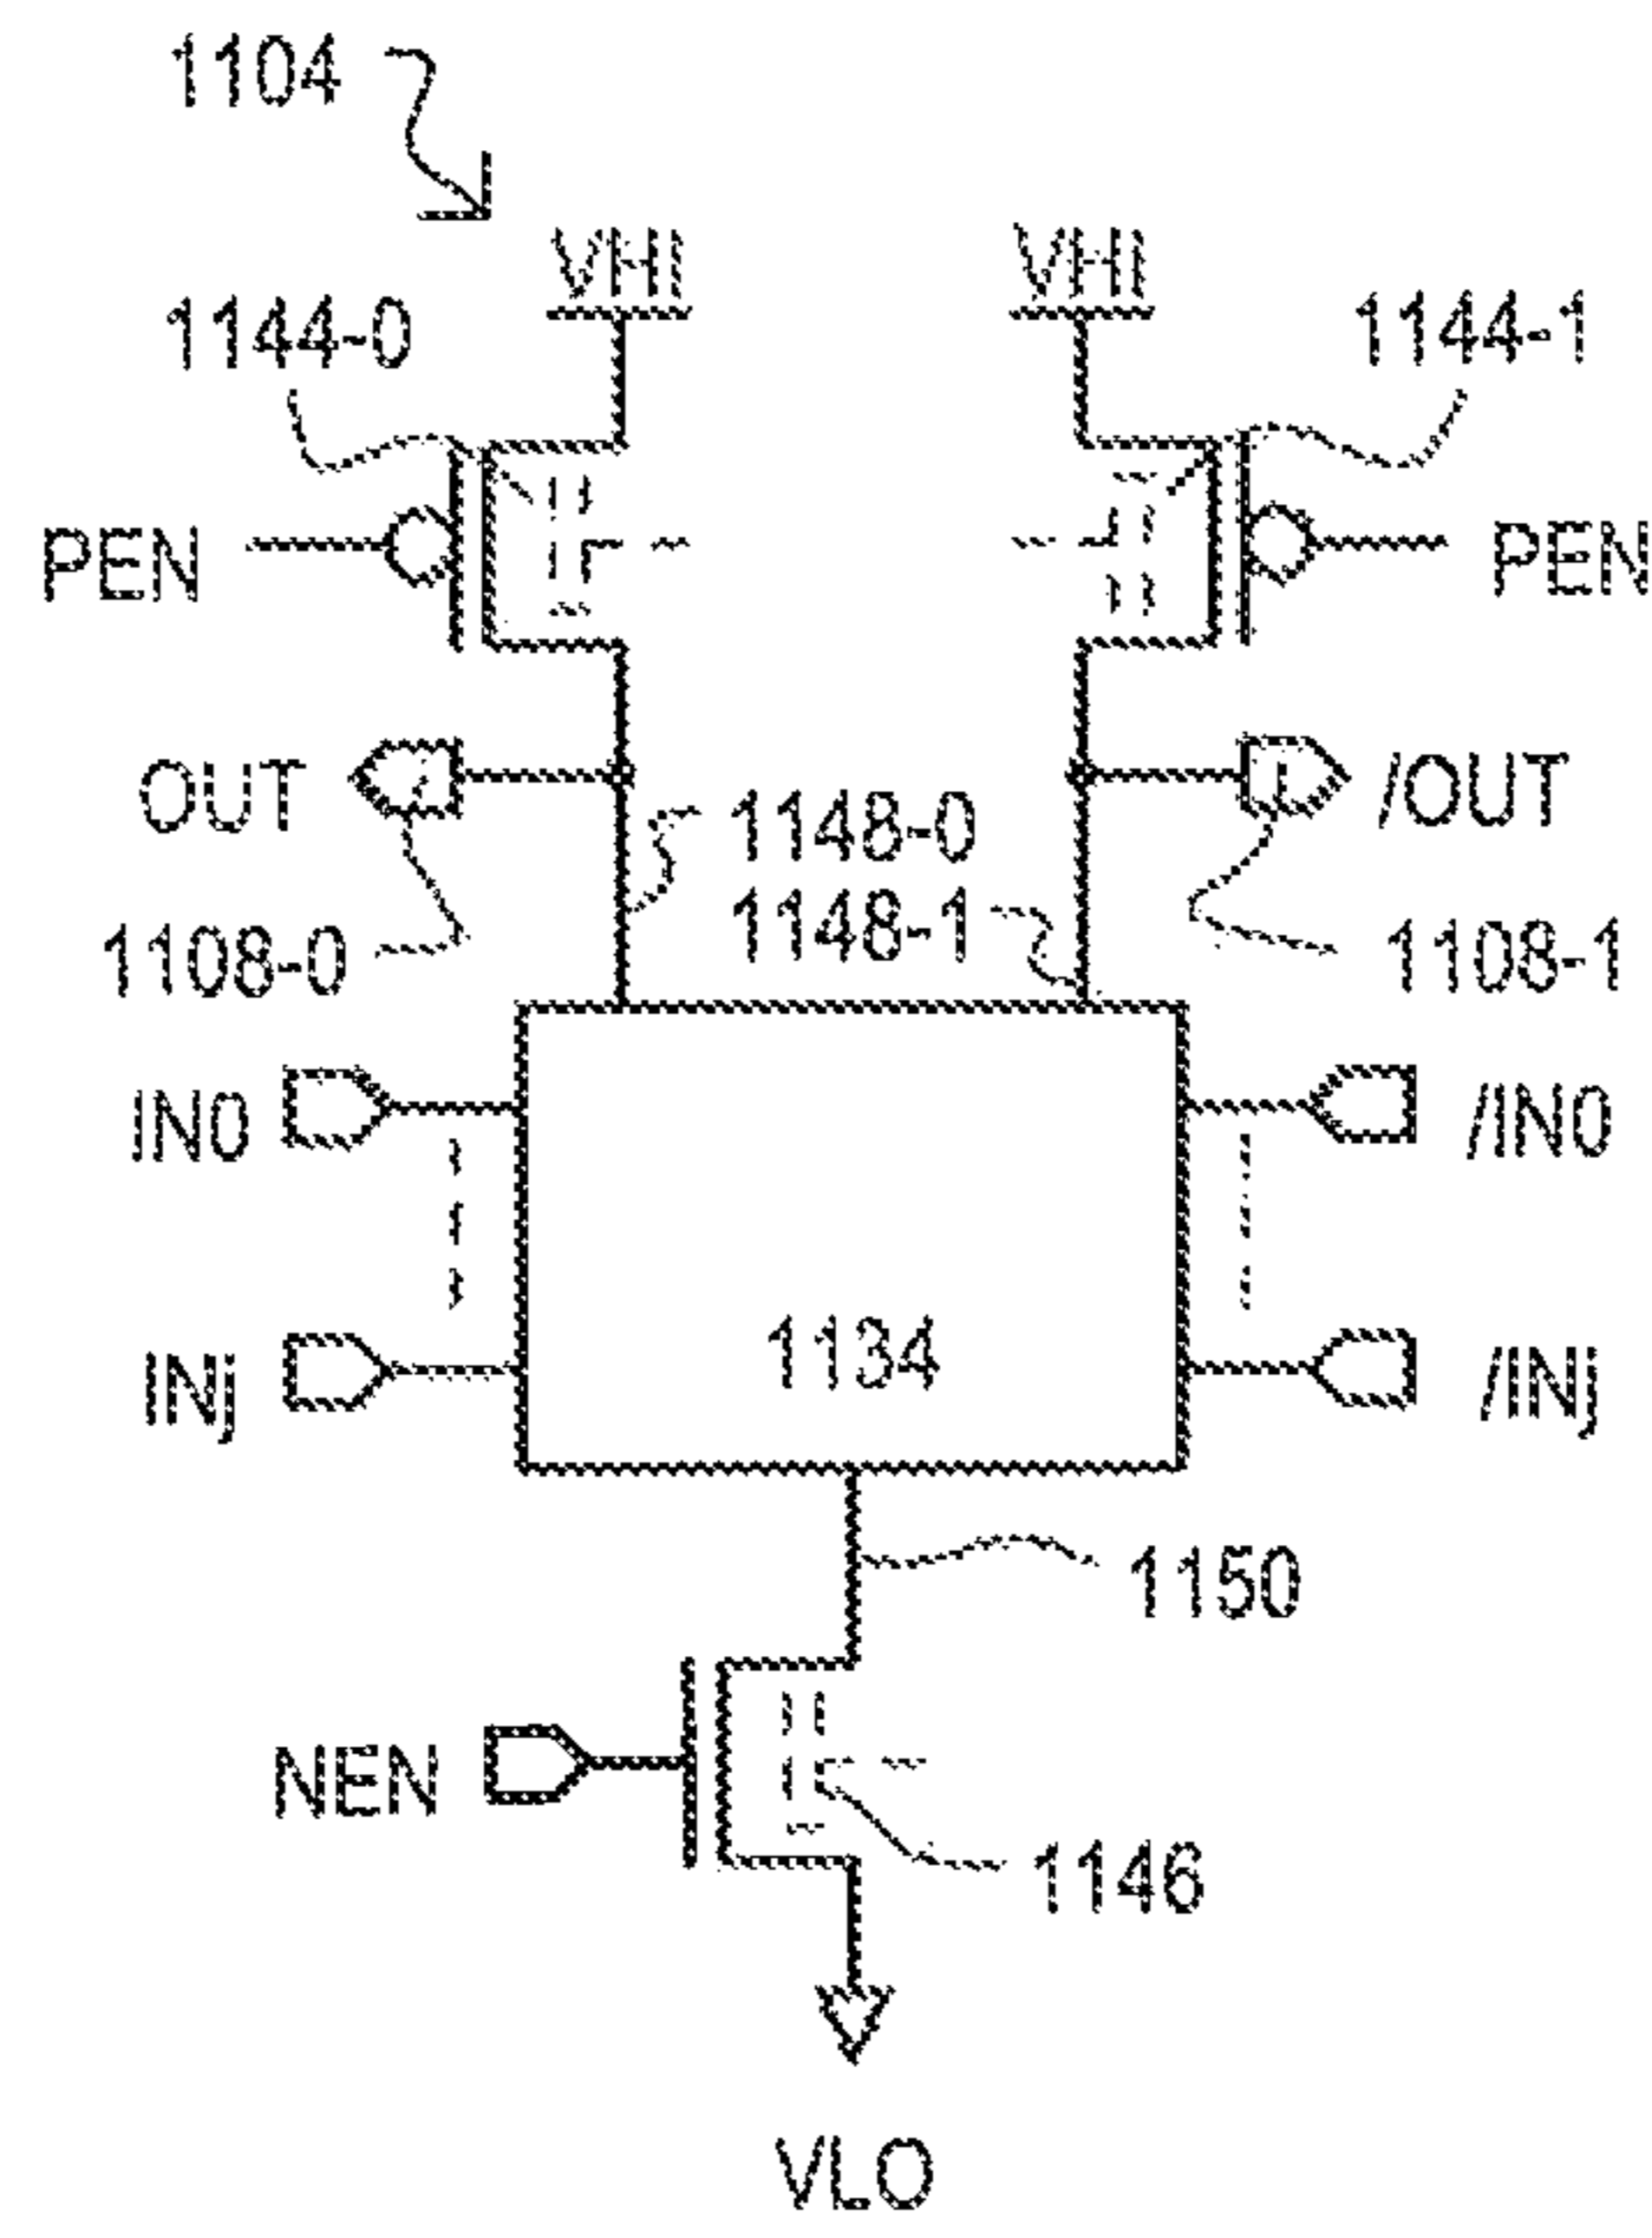 1104
VHI VHI
1144-0 1144-1
PEN PEN
OUT /OUT
1148-0
1148-1
1108-0 1108-1
IN0 /IN0
INj /INj
1134
1150
NEN
1146
VLO